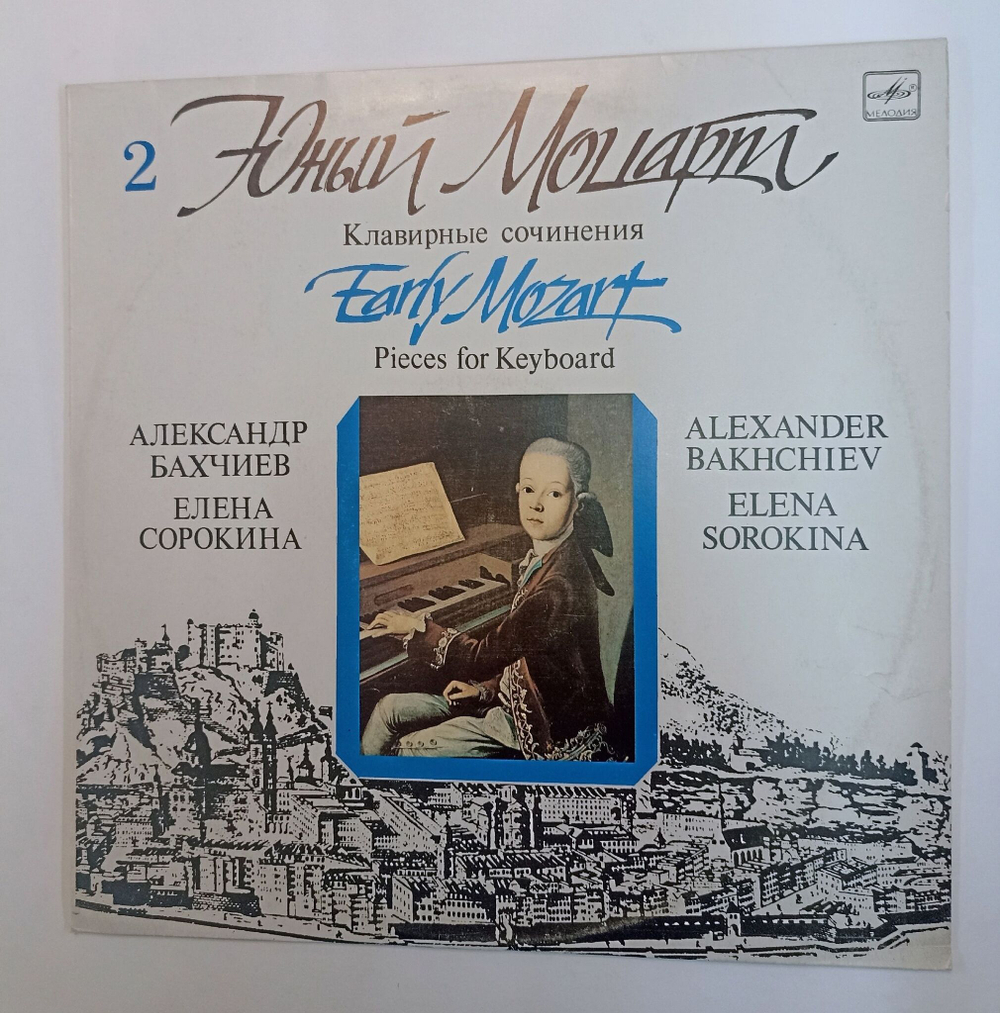 2
Юный Моцарт
МЕЛОДИЯ
Клавирные сочинения
Early Mozart
Pieces for Keyboard
АЛЕКСАНДР
БАХЧИЕВ
ЕЛЕНА
СОРОКИНА
ALEXANDER
BAKHCHIEV
ELENA
SOROKINA